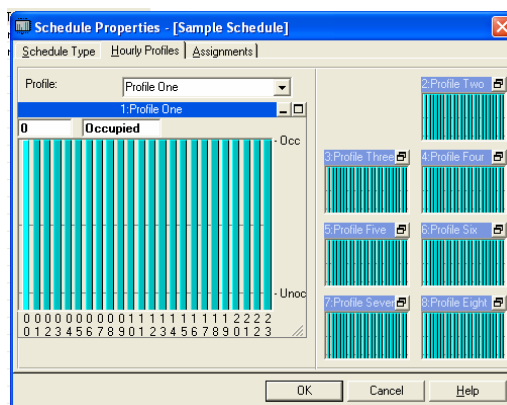 Schedule Properties - [Sample Schedule]
Schedule Type Hourly Profiles Assignments
Profile: Profile One
1:Profile One
0 Occupied
Occ
Unoc
0 0 0 0 0 0 0 0 0 0 1 1 1 1 1 1 1 1 1 1 2 2 2 2
0 1 2 3 4 5 6 7 8 9 0 1 2 3 4 5 6 7 8 9 0 1 2 3
2:Profile Two
3:Profile Three
4:Profile Four
5:Profile Five
6:Profile Six
7:Profile Sever
8:Profile Eight
OK Cancel Help